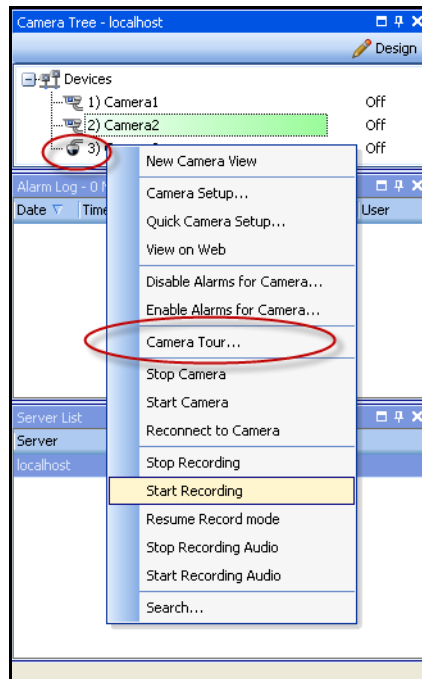 Camera Tree - localhost
Design
Devices
1) Camera1 Off
2) Camera2 Off
3) Off
New Camera View
Camera Setup...
Quick Camera Setup...
View on Web
Disable Alarms for Camera...
Enable Alarms for Camera...
Camera Tour...
Stop Camera
Start Camera
Reconnect to Camera
Stop Recording
Start Recording
Resume Record mode
Stop Recording Audio
Start Recording Audio
Search...
Alarm Log - 0
Date Time User
Server List
Server
localhost